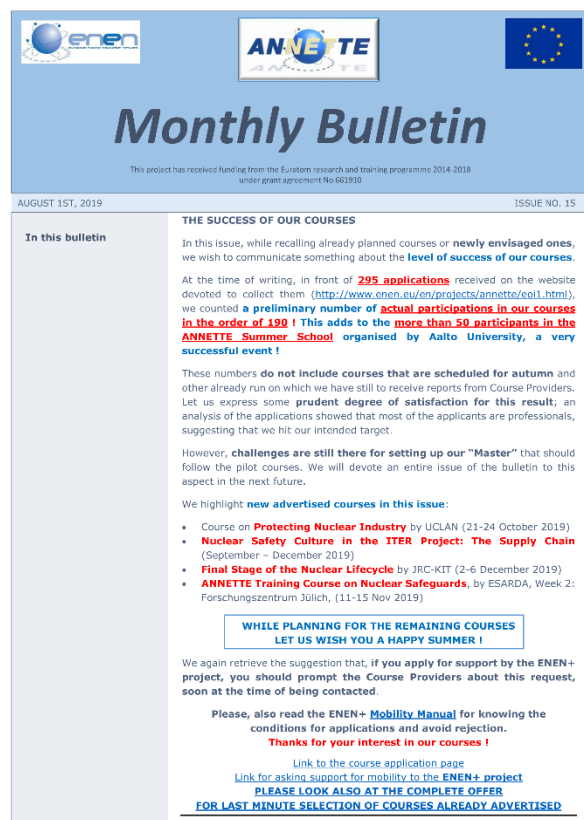 enen
ANNETTE
Monthly Bulletin
This project has received funding from the Euratom research and training programme 2014-2018
under grant agreement No 661910
AUGUST 1ST, 2019
ISSUE NO. 15
In this bulletin
THE SUCCESS OF OUR COURSES
In this issue, while recalling already planned courses or newly envisaged ones,
we wish to communicate something about the level of success of our courses.
At the time of writing, in front of 295 applications received on the website
devoted to collect them (http://www.enen.eu/en/projects/annette/eoi1.html),
we counted a preliminary number of actual participations in our courses
in the order of 190 ! This adds to the more than 50 participants in the
ANNETTE Summer School organised by Aalto University, a very
successful event !
These numbers do not include courses that are scheduled for autumn and
other already run on which we have still to receive reports from Course Providers.
Let us express some prudent degree of satisfaction for this result; an
analysis of the applications showed that most of the applicants are professionals,
suggesting that we hit our intended target.
However, challenges are still there for setting up our “Master” that should
follow the pilot courses. We will devote an entire issue of the bulletin to this
aspect in the next future.
We highlight new advertised courses in this issue:
• Course on Protecting Nuclear Industry by UCLAN (21-24 October 2019)
• Nuclear Safety Culture in the ITER Project: The Supply Chain
(September – December 2019)
• Final Stage of the Nuclear Lifecycle by JRC-KIT (2-6 December 2019)
• ANNETTE Training Course on Nuclear Safeguards, by ESARDA, Week 2:
Forschungszentrum Jülich, (11-15 Nov 2019)
WHILE PLANNING FOR THE REMAINING COURSES
LET US WISH YOU A HAPPY SUMMER !
We again retrieve the suggestion that, if you apply for support by the ENEN+
project, you should prompt the Course Providers about this request,
soon at the time of being contacted.
Please, also read the ENEN+ Mobility Manual for knowing the
conditions for applications and avoid rejection.
Thanks for your interest in our courses !
Link to the course application page
Link for asking support for mobility to the ENEN+ project
PLEASE LOOK ALSO AT THE COMPLETE OFFER
FOR LAST MINUTE SELECTION OF COURSES ALREADY ADVERTISED